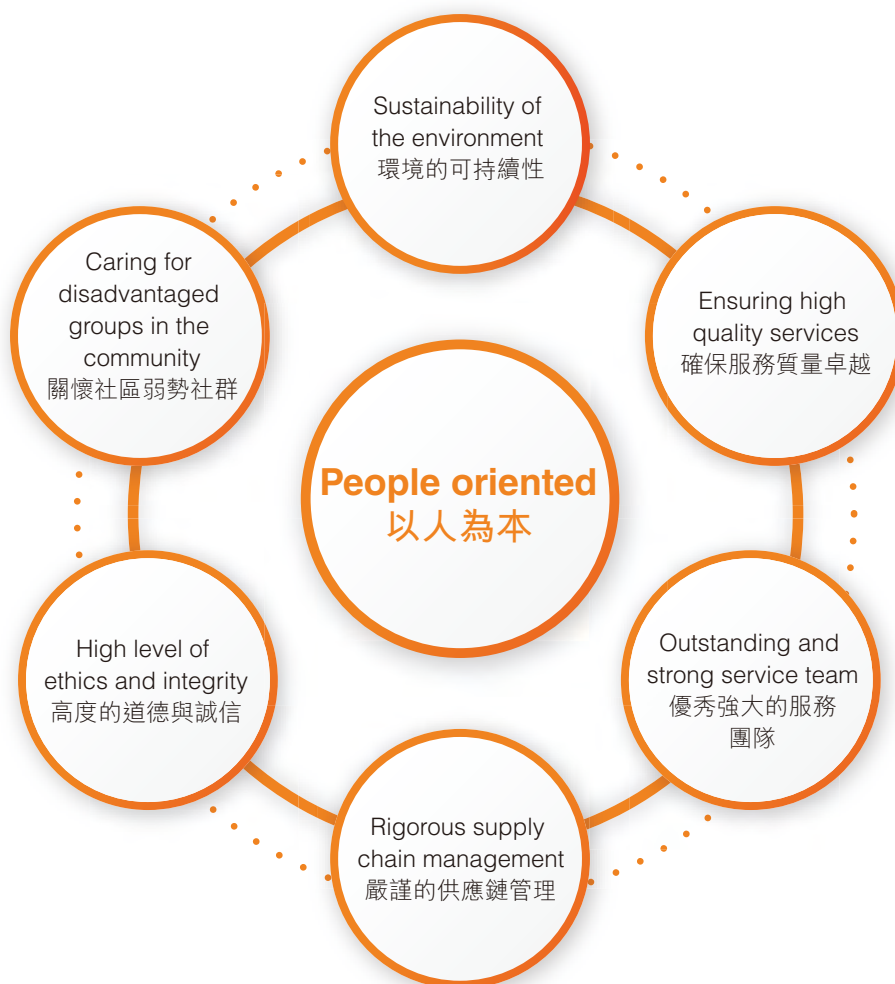 Sustainability of
the environment
環境的可持續性
Caring for
disadvantaged
groups in the
community
關懷社區弱勢社群
Ensuring high
quality services
確保服務質量卓越
People oriented
以人為本
High level of
ethics and integrity
高度的道德與誠信
Outstanding and
strong service team
優秀強大的服務
團隊
Rigorous supply
chain management
嚴謹的供應鏈管理